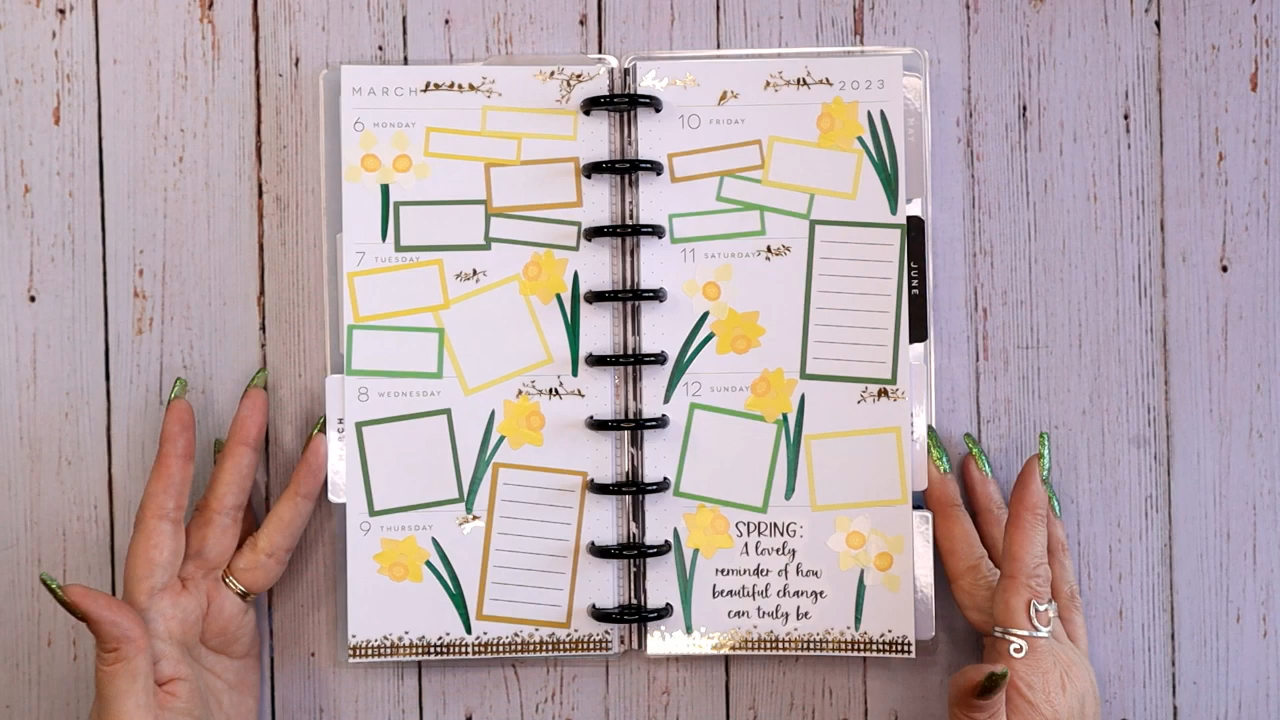 MARCH
6 MONDAY
7 TUESDAY
8 WEDNESDAY
9 THURSDAY
MARCH
2023
10 FRIDAY
11 SATURDAY
12 SUNDAY
SPRING:
A lovely
reminder of how
beautiful change
can truly be
MAY
JUNE